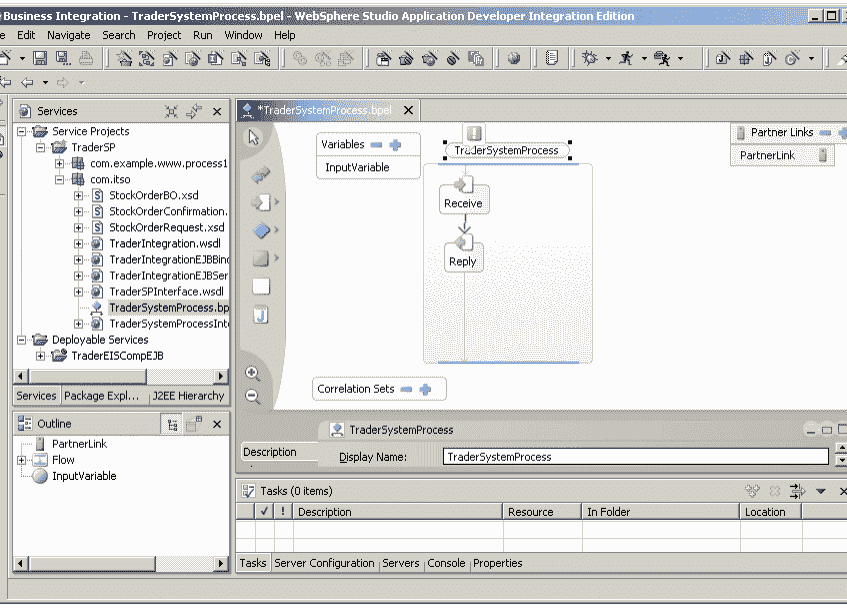 Business Integration - TraderSystemProcess.bpel - WebSphere Studio Application Developer Integration Edition
e Edit Navigate Search Project Run Window Help
Services
Service Projects
TraderSP
com.example.www.process1
com.itso
StockOrderBO.xsd
StockOrderConfirmation.
StockOrderRequest.xsd
TraderIntegration.wsdl
TraderIntegrationEJBBind
TraderIntegrationEJBSer
TraderSPInterface.wsdl
TraderSystemProcess.bp
TraderSystemProcessInt
Deployable Services
TraderEISCompEJB
Services Package Expl... J2EE Hierarchy
Outline
PartnerLink
Flow
InputVariable
*TraderSystemProcess.bpel
Variables
InputVariable
TraderSystemProcess
Receive
Reply
Partner Links
PartnerLink
Correlation Sets
TraderSystemProcess
Description
Display Name: TraderSystemProcess
Tasks (0 items)
✓ ! Description Resource In Folder Location
Tasks Server Configuration Servers Console Properties